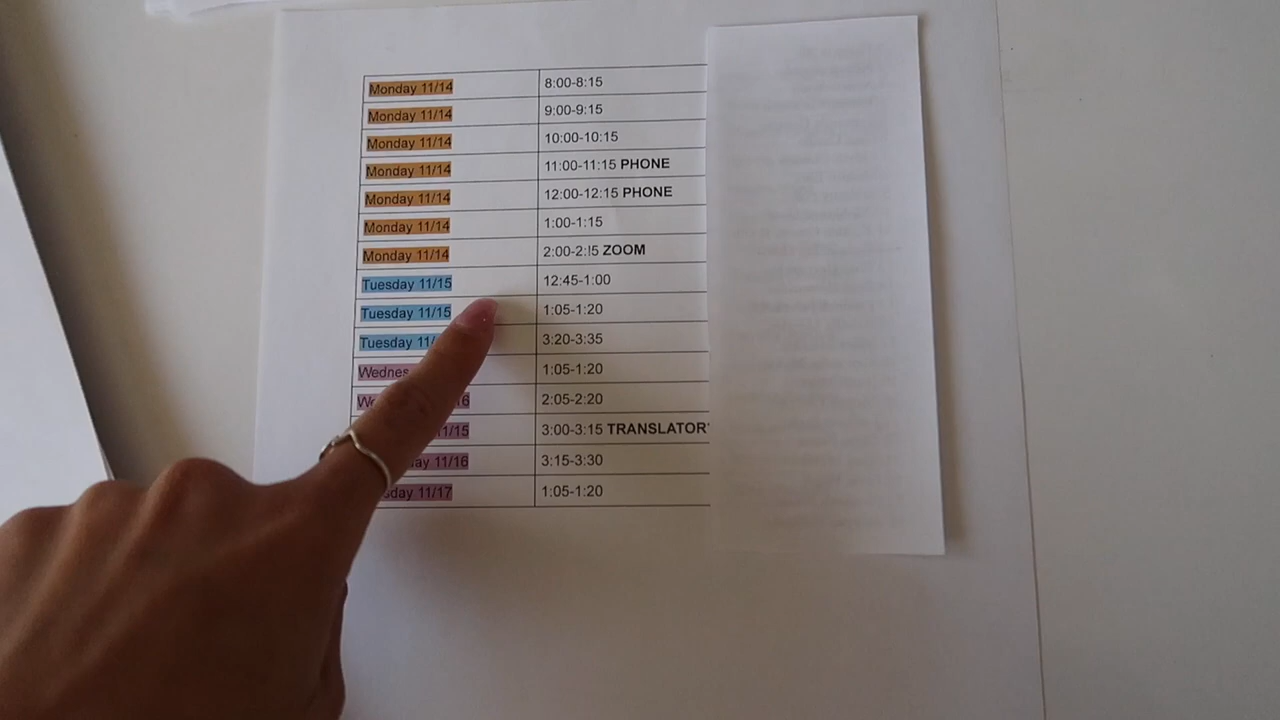 Monday 11/14 8:00-8:15
Monday 11/14 9:00-9:15
Monday 11/14 10:00-10:15
Monday 11/14 11:00-11:15 PHONE
Monday 11/14 12:00-12:15 PHONE
Monday 11/14 1:00-1:15
Monday 11/14 2:00-2:15 ZOOM
Tuesday 11/15 12:45-1:00
Tuesday 11/15 1:05-1:20
Tuesday 11/ 3:20-3:35
Wednes 1:05-1:20
We 6 2:05-2:20
11/15 3:00-3:15 TRANSLATOR
ay 11/16 3:15-3:30
sday 11/17 1:05-1:20